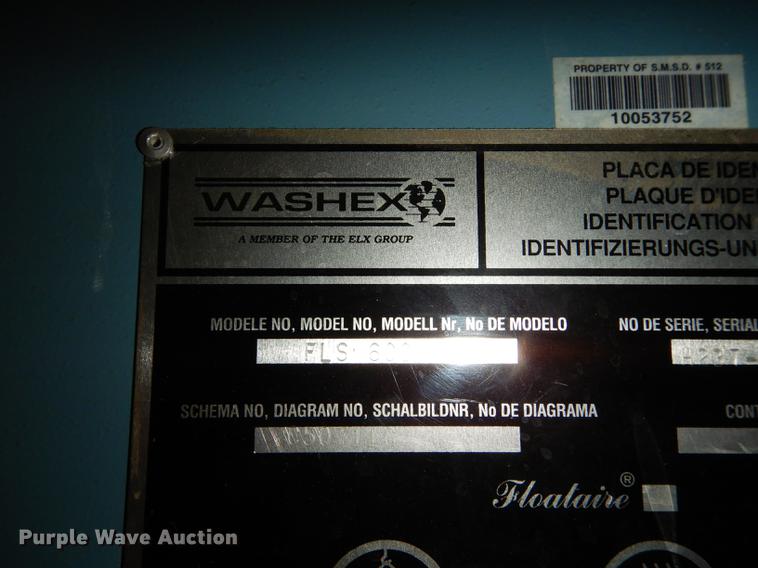 PROPERTY OF S.M.S.D. # 512
10053752
WASHEX
A MEMBER OF THE ELX GROUP
PLACA DE IDEN
PLAQUE D'IDE
IDENTIFICATION
IDENTIFIZIERUNGS-UN
MODELE NO, MODEL NO, MODELL Nr, No DE MODELO
NO DE SERIE, SERIAL
FLS
SCHEMA NO, DIAGRAM NO, SCHALBILDNR, No DE DIAGRAMA
CONT
Floataire®
Purple Wave Auction